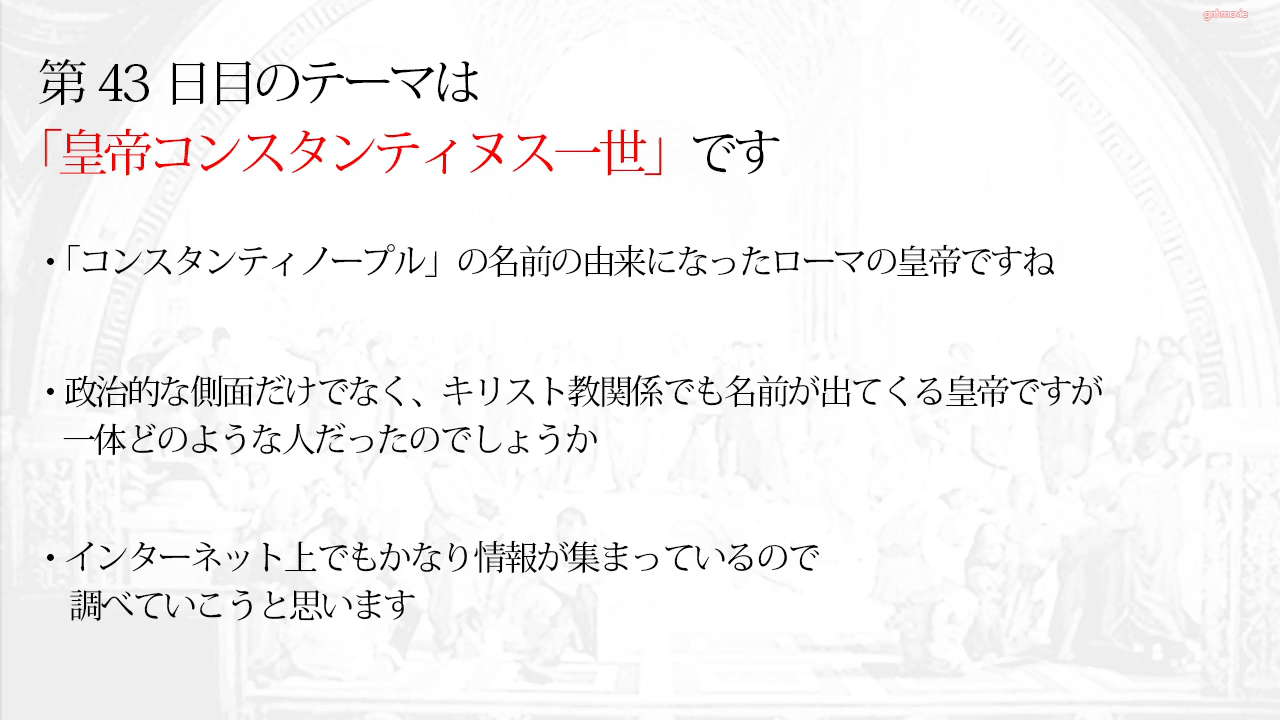 第 43 日目のテーマは
「皇帝コンスタンティヌス一世」です
・「コンスタンティノープル」の名前の由来になったローマの皇帝ですね
・政治的な側面だけでなく、キリスト教関係でも名前が出てくる皇帝ですが
一体どのような人だったのでしょうか
・インターネット上でもかなり情報が集まっているので
調べていこうと思います